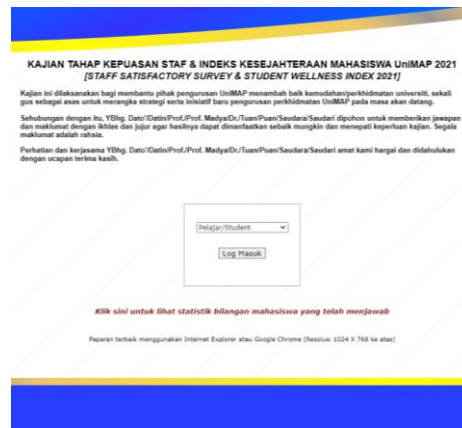 KAJIAN TAHAP KEPUASAN STAF & INDEKS KESEJAHTERAAN MAHASISWA UniMAP 2021
[STAFF SATISFACTORY SURVEY & STUDENT WELLNESS INDEX 2021]
Kajian ini dilaksanakan bagi membantu pihak pengurusan UniMAP menambah baik kemudahan/perkhidmatan universiti, sekali
gus sebagai asas untuk merangka strategi serta inisiatif baru pengurusan perkhidmatan UniMAP pada masa akan datang.
Sehubungan dengan itu, YBhg. Dato'/Datin/Prof./Prof. Madya/Dr./Tuan/Puan/Saudara/Saudari dipohon untuk memberikan jawapan
dan maklumat dengan ikhlas dan jujur agar hasilnya dapat dimanfaatkan sebaik mungkin dan menepati keperluan kajian. Segala
maklumat adalah rahsia.
Perhatian dan kerjasama YBhg. Dato'/Datin/Prof./Prof. Madya/Dr./Tuan/Puan/Saudara/Saudari amat kami hargai dan didahulukan
dengan ucapan terima kasih.
Pelajar/Student
Log Masuk
Klik sini untuk lihat statistik bilangan mahasiswa yang telah menjawab
Paparan terbaik menggunakan Internet Explorer atau Google Chrome (Resolusi 1024 X 768 ke atas)